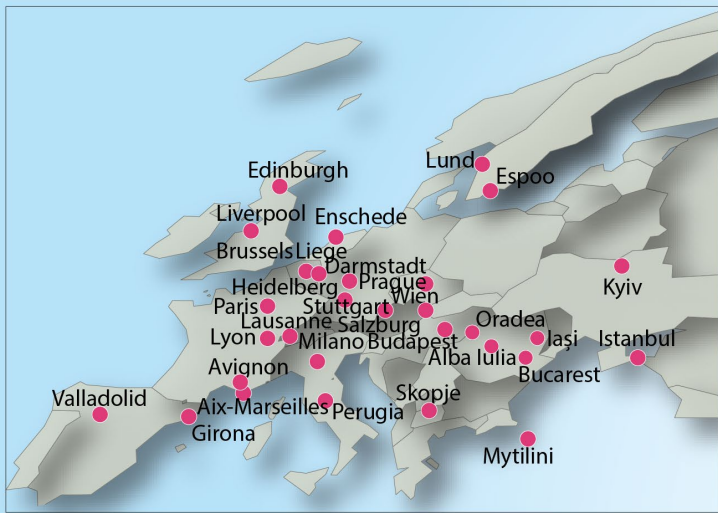 Lund
Edinburgh
Espoo
Liverpool
Enschede
Brussels Liege
Darmstadt
Heidelberg
Prague
Kyiv
Paris
Stuttgart
Wien
Lausanne
Salzburg
Oradea
Lyon
Milano
Budapest
Iași
Istanbul
Alba Iulia
Avignon
Bucarest
Valladolid
Aix-Marseilles
Perugia
Skopje
Girona
Mytilini